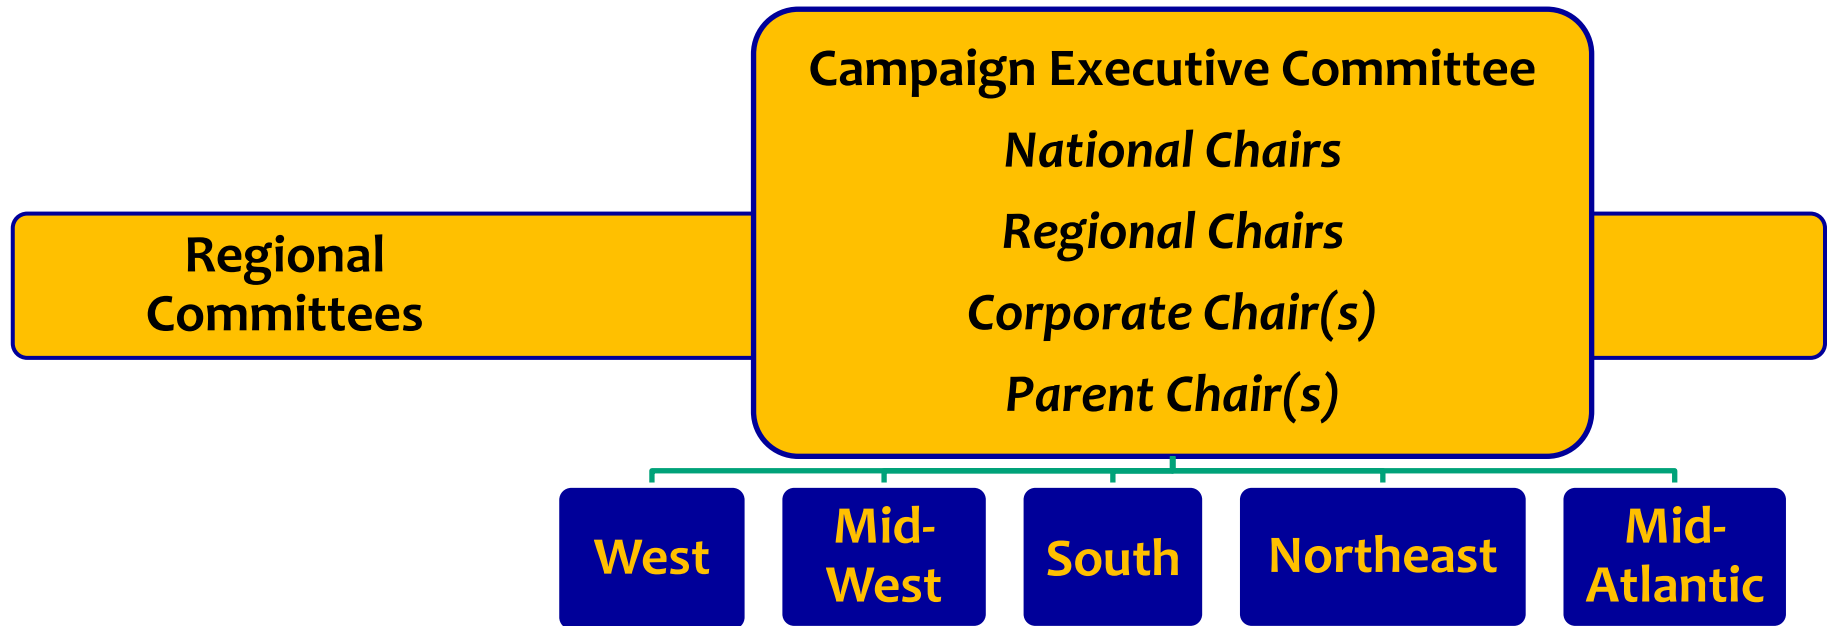 Campaign Executive Committee
National Chairs
Regional Chairs
Corporate Chair(s)
Parent Chair(s)
Regional
Committees
West
Mid-
West
South
Northeast
Mid-
Atlantic